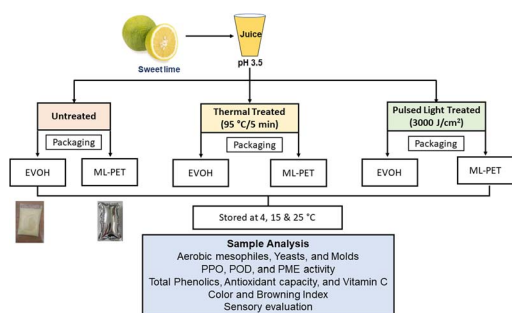 Sweet lime
Juice
pH 3.5
Untreated
Thermal Treated
(95 °C/5 min)
Pulsed Light Treated
(3000 J/cm²)
Packaging
Packaging
Packaging
EVOH
ML-PET
EVOH
ML-PET
EVOH
ML-PET
Stored at 4, 15 & 25 °C
Sample Analysis
Aerobic mesophiles, Yeasts, and Molds
PPO, POD, and PME activity
Total Phenolics, Antioxidant capacity, and Vitamin C
Color and Browning Index
Sensory evaluation